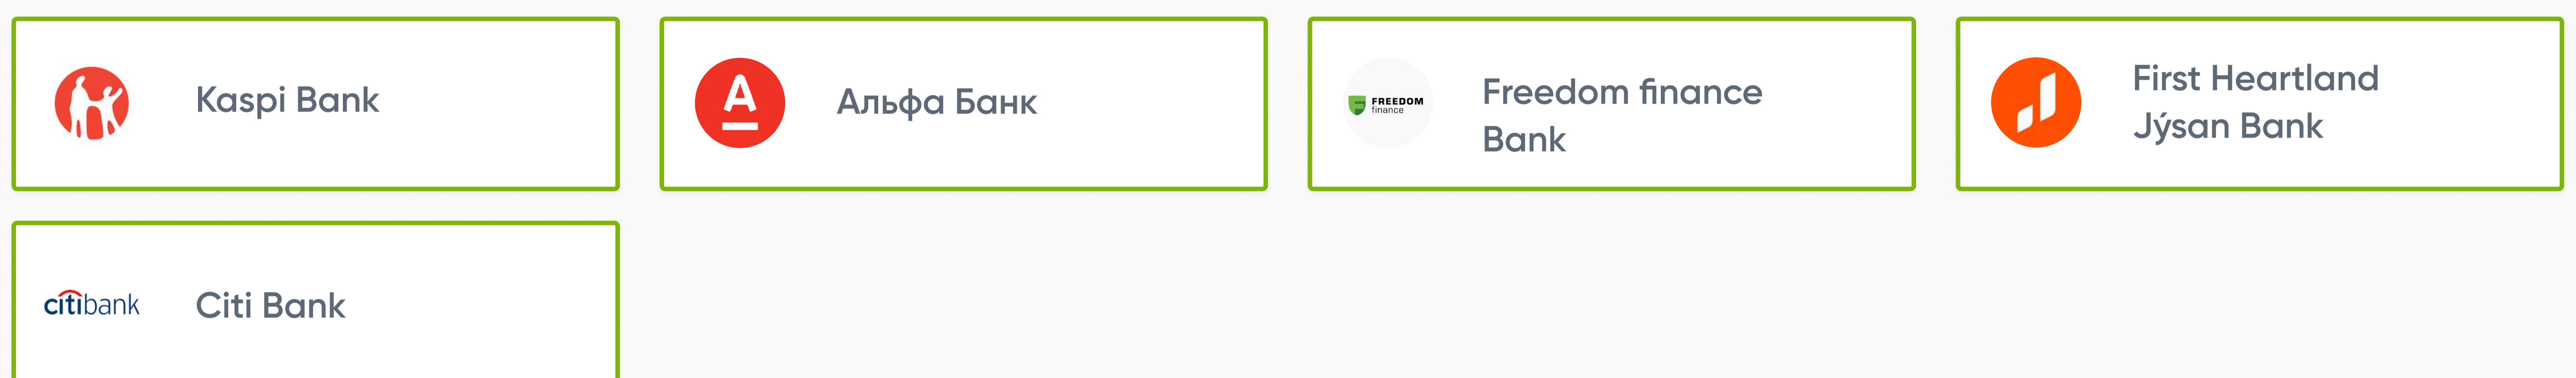 Kaspi Bank
А
Альфа Банк
FREEDOM
finance
Freedom finance
Bank
First Heartland
Jýsan Bank
citibank
Citi Bank